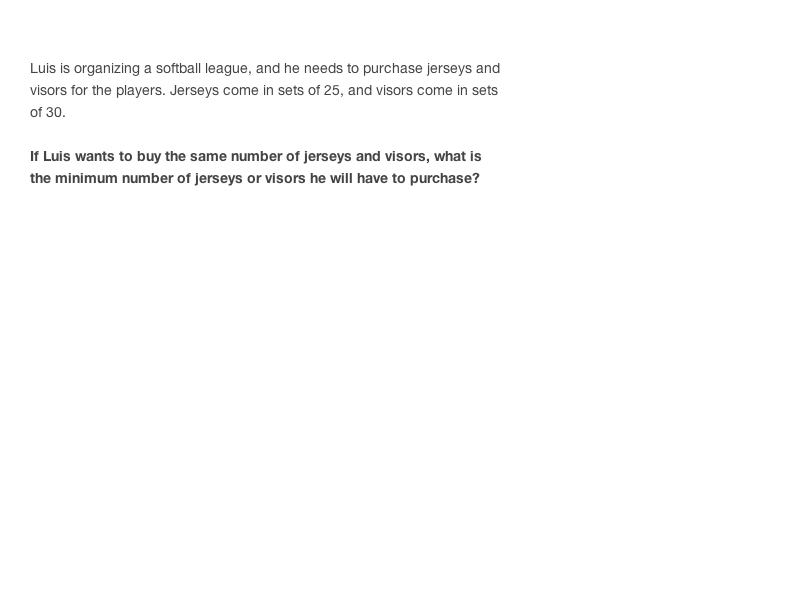 Luis is organizing a softball league, and he needs to purchase jerseys and
visors for the players. Jerseys come in sets of 25, and visors come in sets
of 30.
If Luis wants to buy the same number of jerseys and visors, what is
the minimum number of jerseys or visors he will have to purchase?